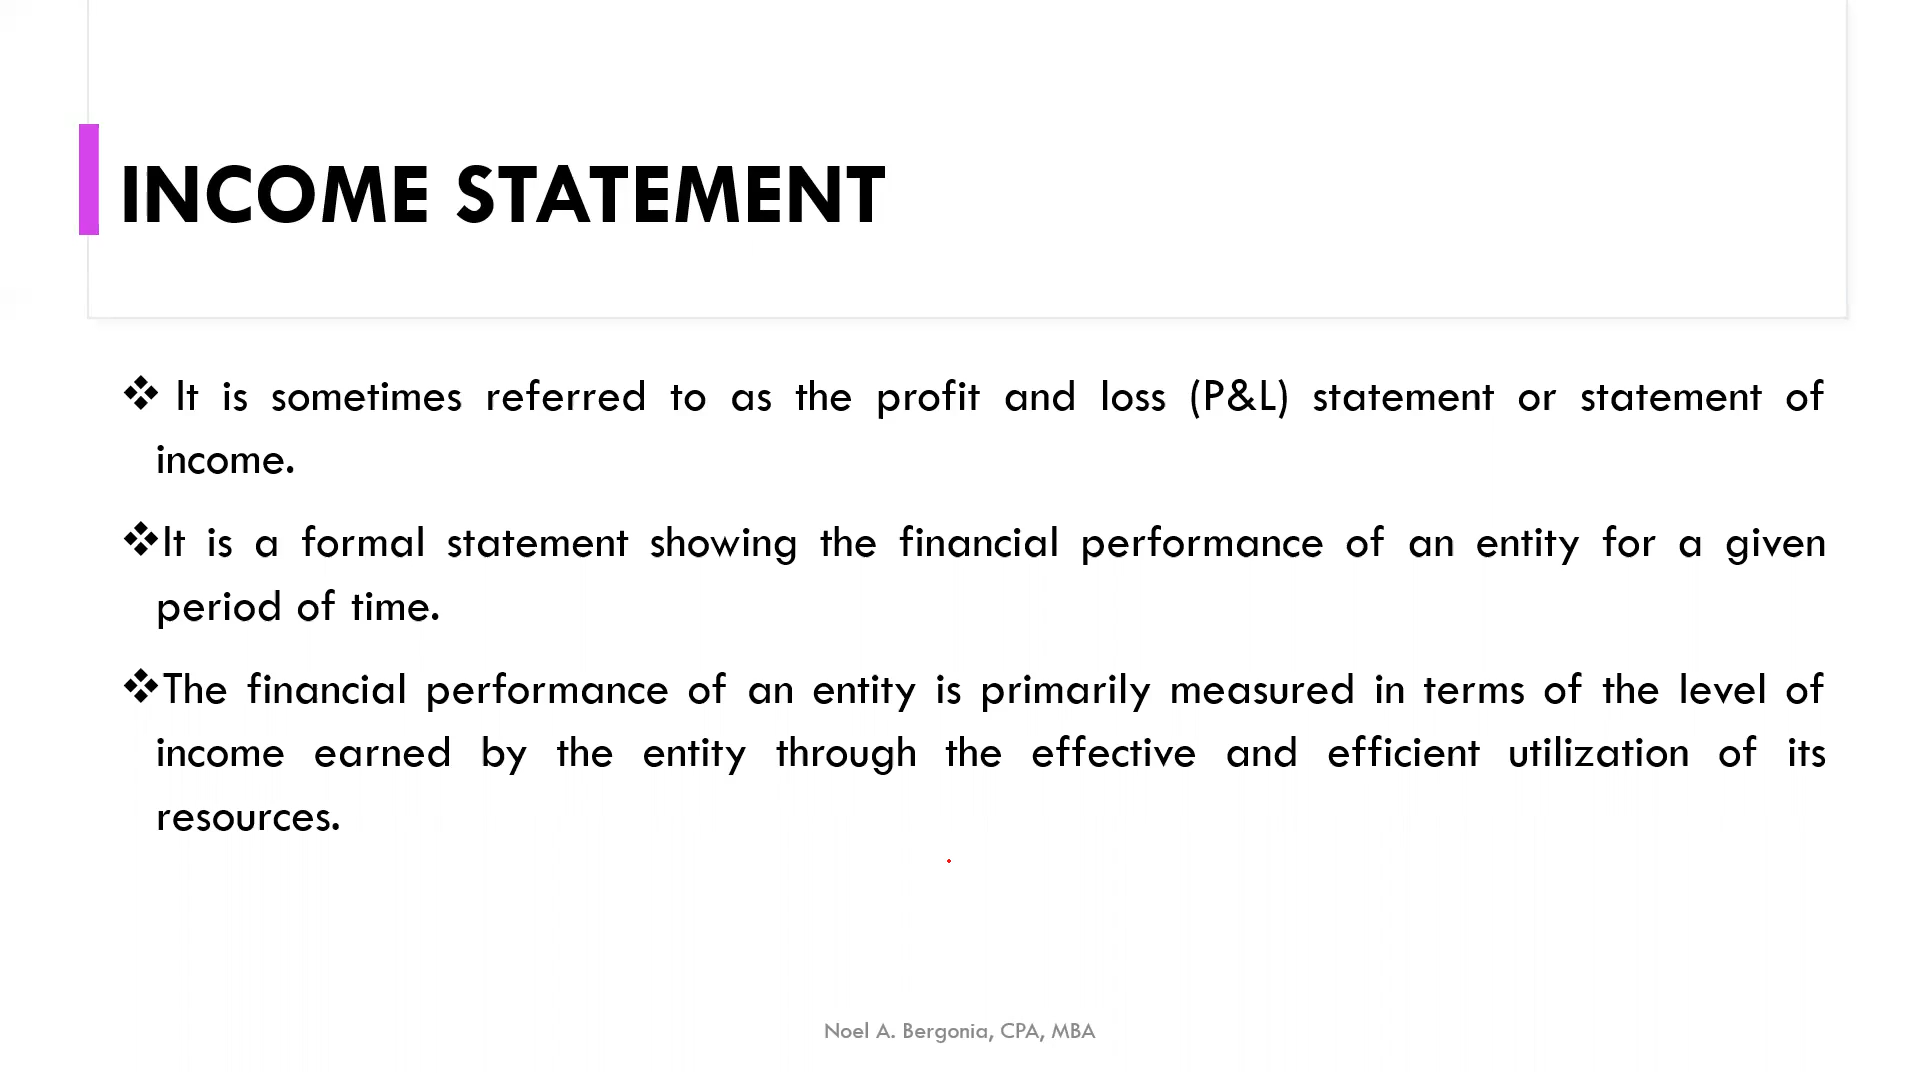 INCOME STATEMENT
❖ It is sometimes referred to as the profit and loss (P&L) statement or statement of
income.
❖It is a formal statement showing the financial performance of an entity for a given
period of time.
❖The financial performance of an entity is primarily measured in terms of the level of
income earned by the entity through the effective and efficient utilization of its
resources.
Noel A. Bergonia, CPA, MBA